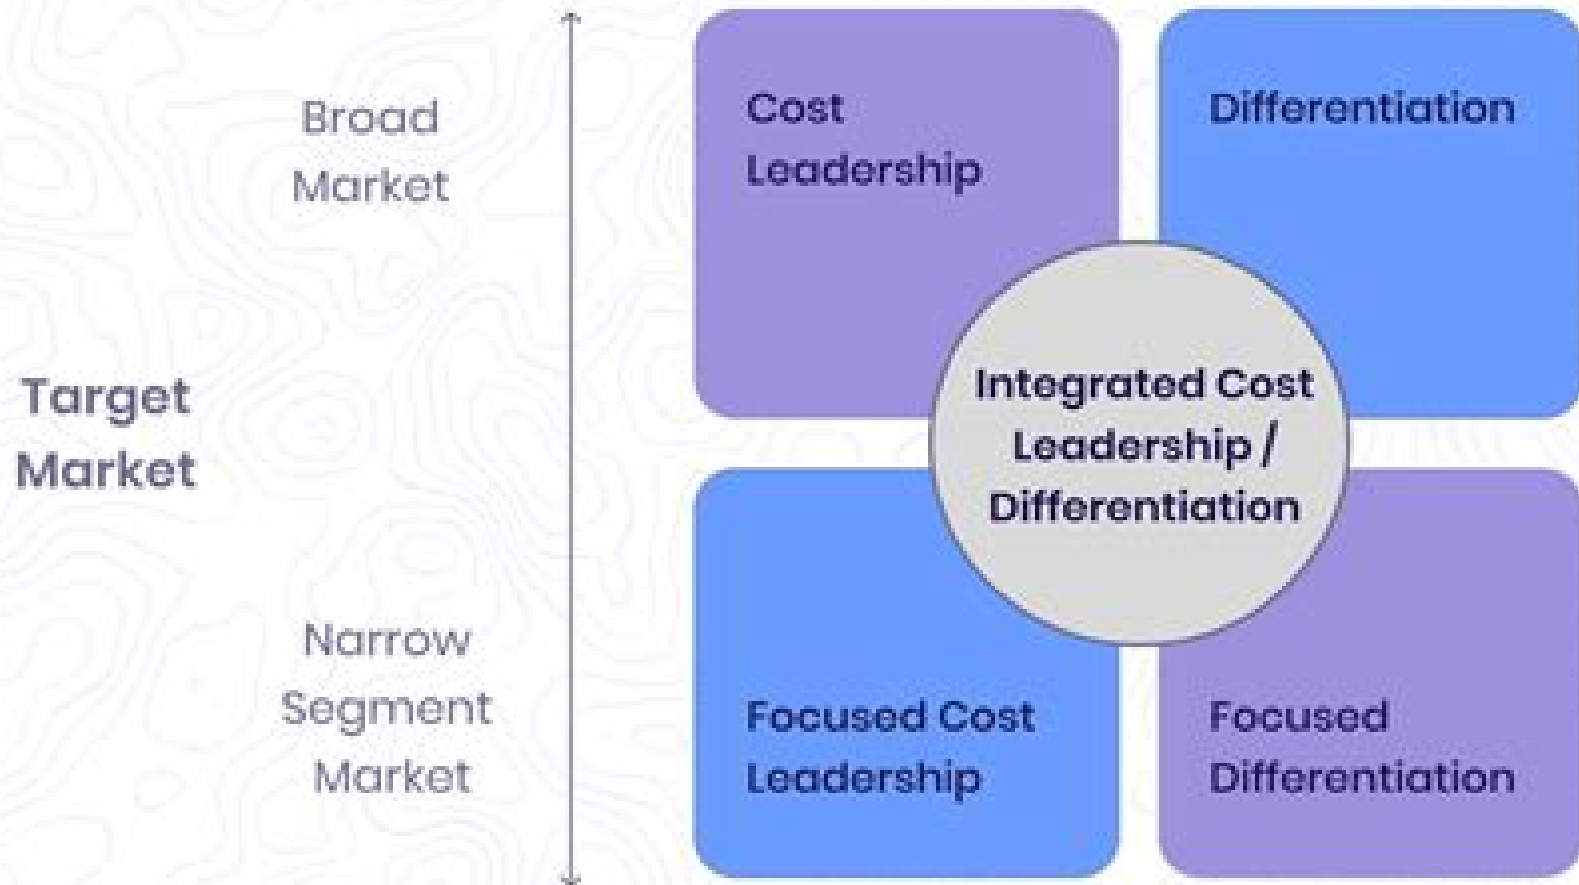 Broad
Market
Target
Market
Narrow
Segment
Market
Cost
Leadership
Differentiation
Integrated Cost
Leadership /
Differentiation
Focused Cost
Leadership
Focused
Differentiation